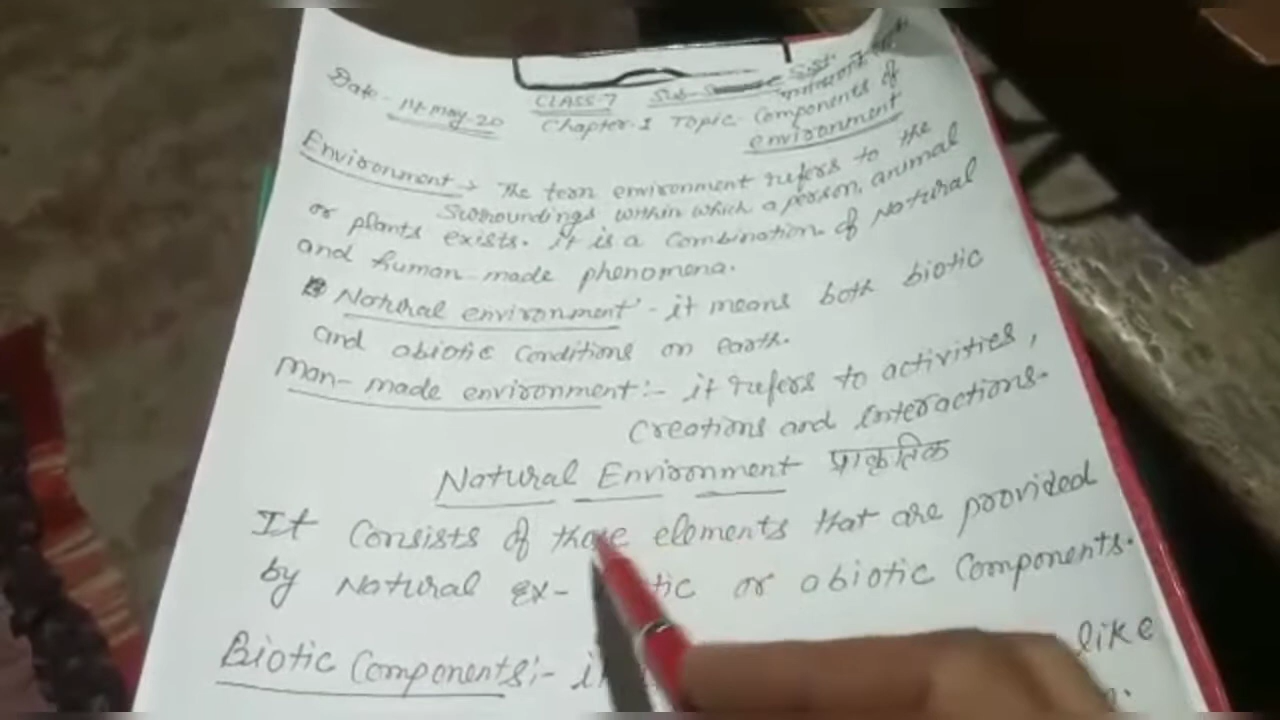 Date - 14-May-20 CLASS-7 Sub- S.St.
Chapter-I Topic- Components of
environment
Environment → The term environment refers to the
surroundings within which a person, animal
or plants exists. it is a combination of Natural
and human-made phenomena.
Natural environment - it means both biotic
and abiotic conditions on earth.
Man-made environment:- it refers to activities,
Creations and interactions.
Natural Environment प्राकृतिक
It consists of those elements that are provided
by Natural ex- tic or abiotic Components.
Biotic Components:- like